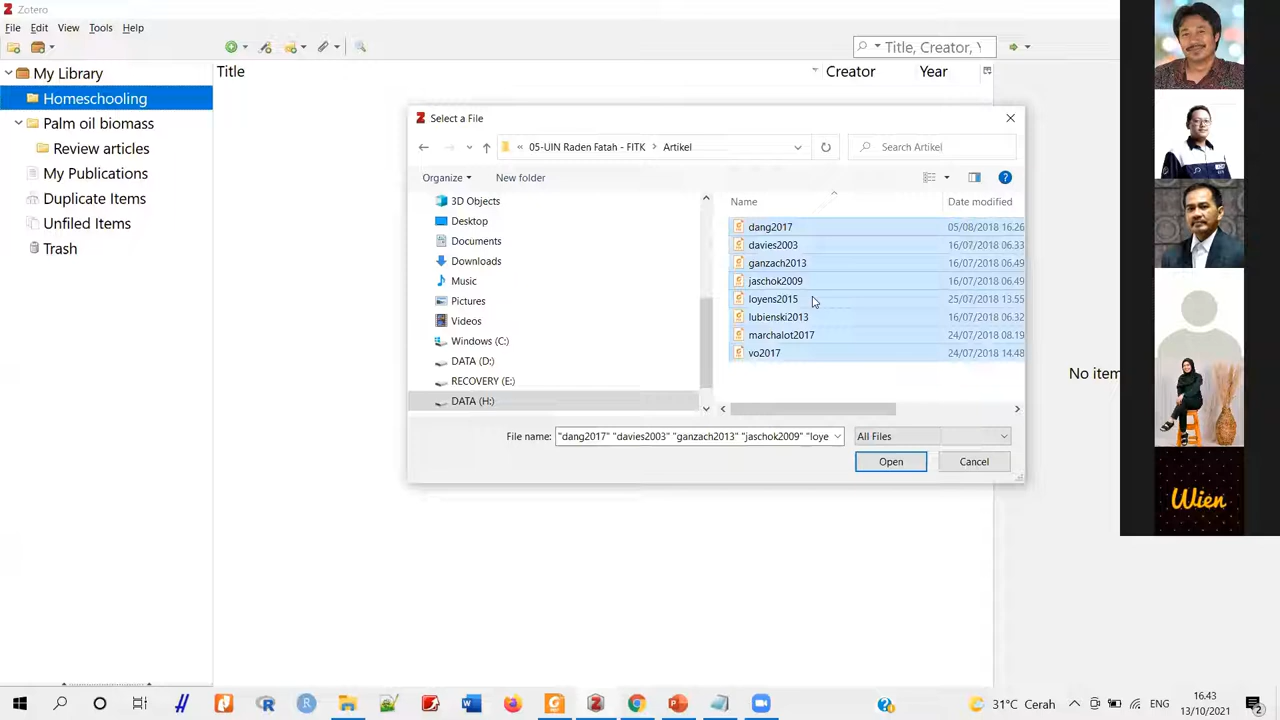 Zotero
File Edit View Tools Help
Title, Creator, Y
My Library
Homeschooling
Palm oil biomass
Review articles
My Publications
Duplicate Items
Unfiled Items
Trash
Title Creator Year
Select a File
« 05-UIN Raden Fatah - FITK > Artikel
Search Artikel
Organize New folder
3D Objects
Desktop
Documents
Downloads
Music
Pictures
Videos
Windows (C:)
DATA (D:)
RECOVERY (E:)
DATA (H:)
Name Date modified
dang2017 05/08/2018 16.26
davies2003 16/07/2018 06.33
ganzach2013 16/07/2018 06.49
jaschok2009 16/07/2018 06.49
loyens2015 25/07/2018 13.55
lubienski2013 16/07/2018 06.32
marchalot2017 24/07/2018 08.19
vo2017 24/07/2018 14.48
File name: "dang2017" "davies2003" "ganzach2013" "jaschok2009" "loye
All Files
Open Cancel
No item
Wien
31°C Cerah
ENG
16.43
13/10/2021
2